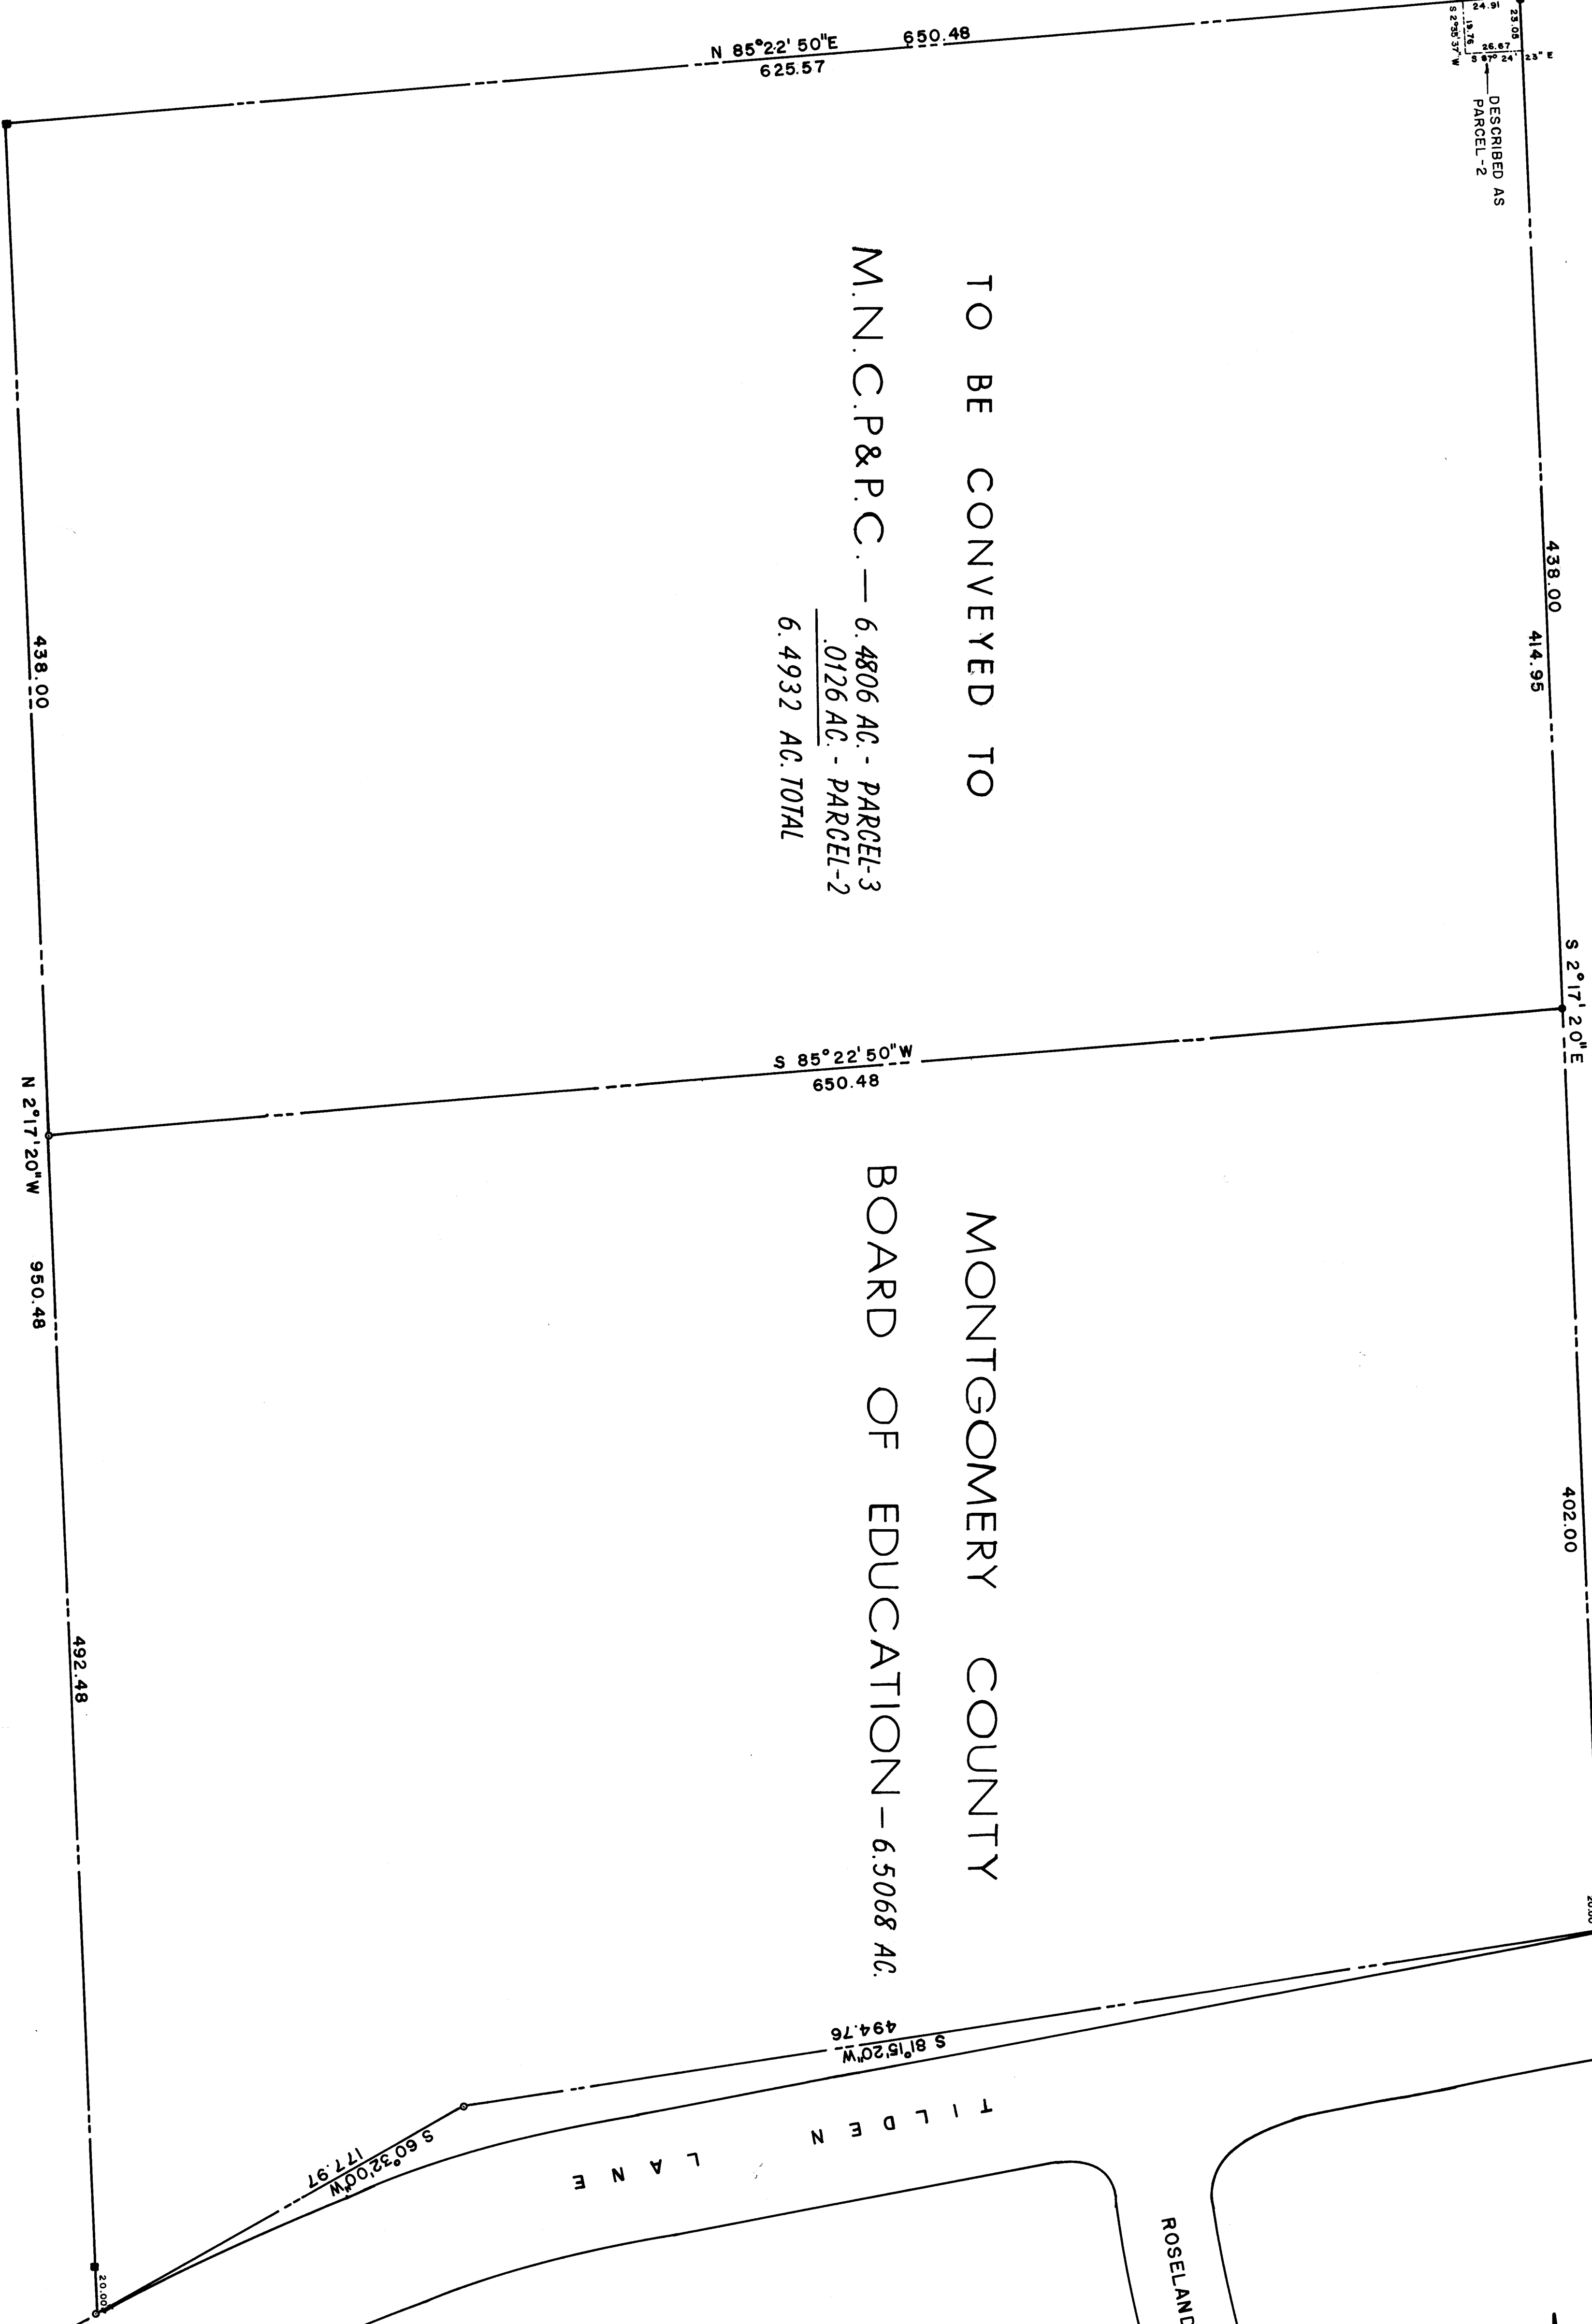 N 85°22'50"E 650.48
625.57
24.91
23.05
19.76
S 2°35'37"W
26.67
S 87°24'23"E
DESCRIBED AS
PARCEL-2
438.00
414.95
S 2°17'20"E
402.00
20.00
TO BE CONVEYED TO
M.N.C.P.&P.C. — 6.4806 AC. - PARCEL-3
.0126 AC. - PARCEL-2
6.4932 AC. TOTAL
438.00
S 85°22'50"W
650.48
N 2°17'20"W 950.48
MONTGOMERY COUNTY
BOARD OF EDUCATION — 6.5068 AC.
492.48
S 81°15'20"W
494.76
S 60°32'00"W
177.97
20.00
TILDEN LANE
ROSELAND